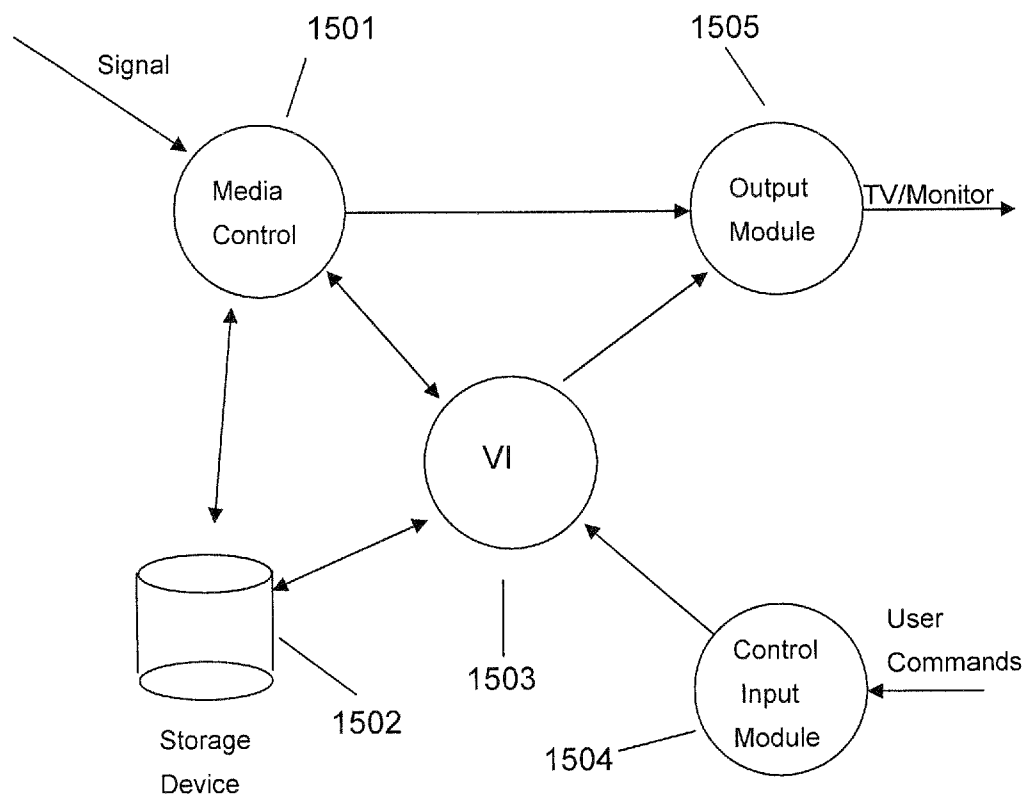 1501
1505
Signal
Media
Control
Output
Module
TV/Monitor
VI
User
Commands
Control
Input
Module
1503
1502
1504
Storage
Device